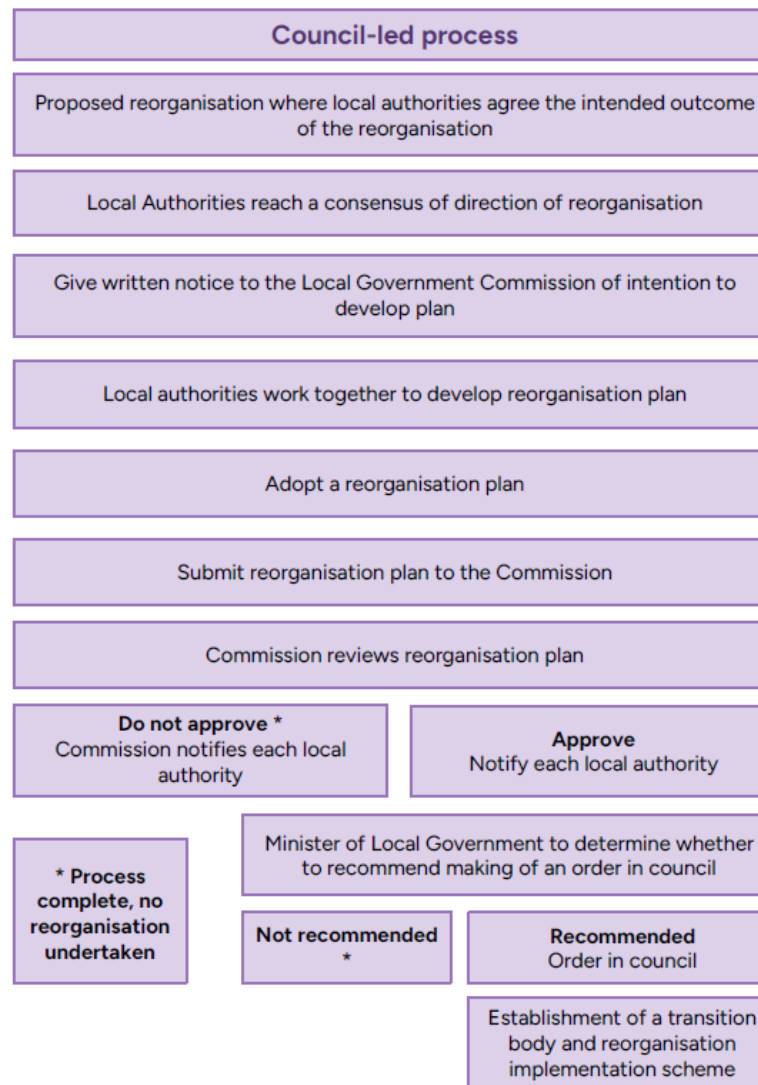 Council-led process
Proposed reorganisation where local authorities agree the intended outcome
of the reorganisation
Local Authorities reach a consensus of direction of reorganisation
Give written notice to the Local Government Commission of intention to
develop plan
Local authorities work together to develop reorganisation plan
Adopt a reorganisation plan
Submit reorganisation plan to the Commission
Commission reviews reorganisation plan
Do not approve *
Commission notifies each local
authority
Approve
Notify each local authority
Minister of Local Government to determine whether
to recommend making of an order in council
* Process
complete, no
reorganisation
undertaken
Not recommended
*
Recommended
Order in council
Establishment of a transition
body and reorganisation
implementation scheme